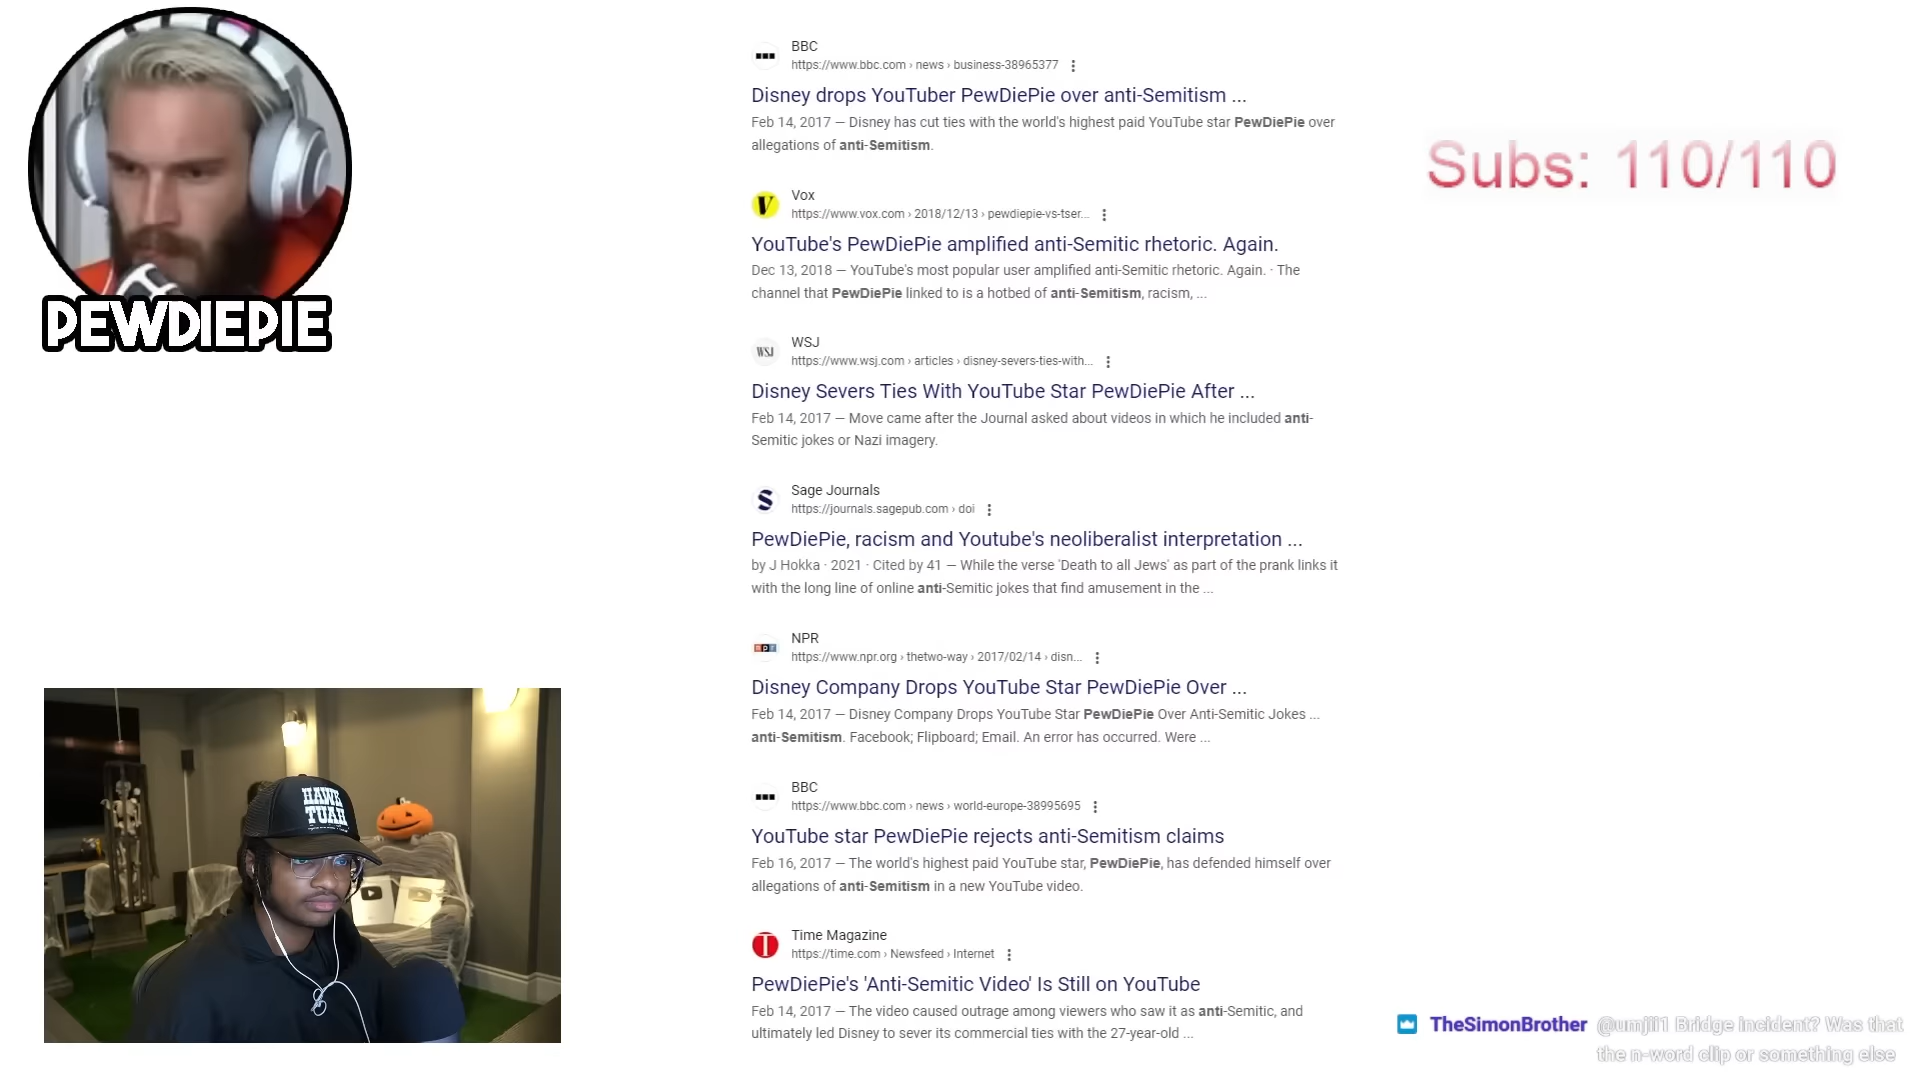 PEWDIEPIE
BBC
https://www.bbc.com › news › business-38965377
Disney drops YouTuber PewDiePie over anti-Semitism ...
Feb 14, 2017 — Disney has cut ties with the world's highest paid YouTube star PewDiePie over
allegations of anti-Semitism.
V
Vox
https://www.vox.com › 2018/12/13 › pewdiepie-vs-tser...
YouTube's PewDiePie amplified anti-Semitic rhetoric. Again.
Dec 13, 2018 — YouTube's most popular user amplified anti-Semitic rhetoric. Again. · The
channel that PewDiePie linked to is a hotbed of anti-Semitism, racism, ...
WSJ
WSJ
https://www.wsj.com › articles › disney-severs-ties-with...
Disney Severs Ties With YouTube Star PewDiePie After ...
Feb 14, 2017 — Move came after the Journal asked about videos in which he included anti-
Semitic jokes or Nazi imagery.
S
Sage Journals
https://journals.sagepub.com › doi
PewDiePie, racism and Youtube's neoliberalist interpretation ...
by J Hokka · 2021 · Cited by 41 — While the verse 'Death to all Jews' as part of the prank links it
with the long line of online anti-Semitic jokes that find amusement in the ...
npr
NPR
https://www.npr.org › thetwo-way › 2017/02/14 › disn...
Disney Company Drops YouTube Star PewDiePie Over ...
Feb 14, 2017 — Disney Company Drops YouTube Star PewDiePie Over Anti-Semitic Jokes ...
anti-Semitism. Facebook; Flipboard; Email. An error has occurred. Were ...
BBC
https://www.bbc.com › news › world-europe-38995695
YouTube star PewDiePie rejects anti-Semitism claims
Feb 16, 2017 — The world's highest paid YouTube star, PewDiePie, has defended himself over
allegations of anti-Semitism in a new YouTube video.
T
Time Magazine
https://time.com › Newsfeed › Internet
PewDiePie's 'Anti-Semitic Video' Is Still on YouTube
Feb 14, 2017 — The video caused outrage among viewers who saw it as anti-Semitic, and
ultimately led Disney to sever its commercial ties with the 27-year-old ...
Subs: 110/110
HAWK
TUAH
TheSimonBrother @umjii1 Bridge incident? Was that
the n-word clip or something else